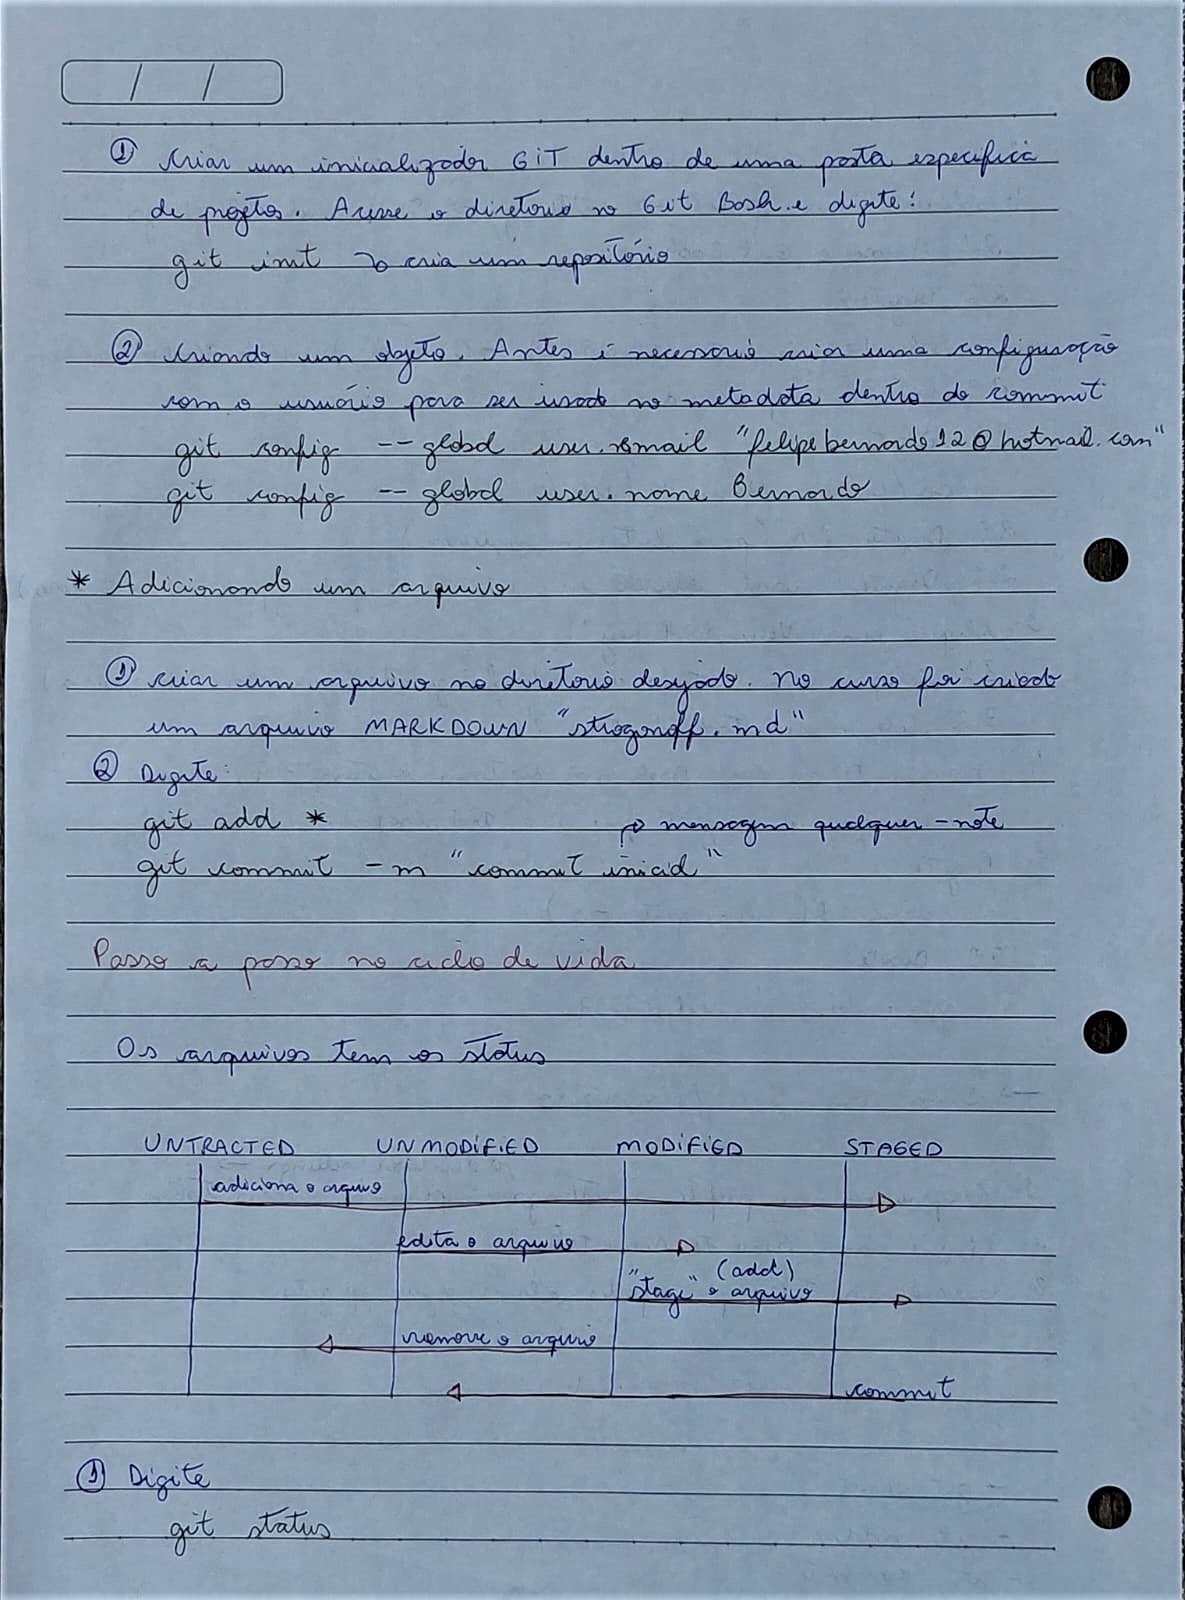 / /
① Criar um inicializador GIT dentro de uma pasta especifica
de projetos. Acesse o diretorio no Git Bash e digite:
git init → cria um repositório
② Criando um objeto. Antes é necessario criar uma configuração
com o usuário para ser usado no metadata dentro do commit
git config -- global user.email "felipebernardo12@hotmail.com"
git config -- global user.name Bernardo
* Adicionando um arquivo
① criar um arquivo no diretorio desejado. No curso foi criado
um arquivo MARKDOWN "strogonoff.md"
② Digite:
git add *
→ mensagem qualquer - note
git commit -m "commit inicial"
Passo a passo no ciclo de vida
Os arquivos tem os status
UNTRACTED UNMODIFIED MODIFIED STAGED
adiciona o arquivo
edita o arquivo
(add)
"stage" o arquivo
remove o arquivo
commit
① Digite
git status